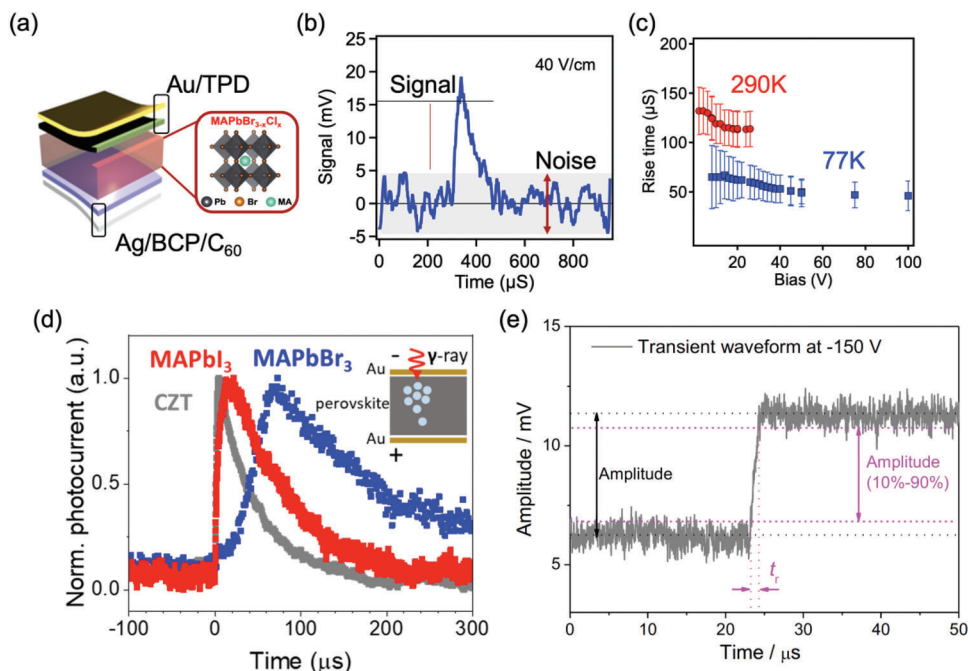 (a)
Au/TPD
MAPbBr3-xClx
Pb Br MA
Ag/BCP/C60
(b)
Signal (mV)
25
20
15
10
5
0
-5
40 V/cm
Signal
Noise
0 200 400 600 800
Time (µS)
(c)
Rise time (µS)
200
150
100
50
290K
77K
20 40 60 80 100
Bias (V)
(d)
Norm. photocurrent (a.u.)
1.0
0.5
0.0
MAPbI3
MAPbBr3
CZT
- γ-ray
Au
perovskite
Au
+
-100 0 100 200 300
Time (µs)
(e)
Amplitude / mV
15
10
5
Transient waveform at -150 V
Amplitude
Amplitude
(10%-90%)
tr
0 10 20 30 40 50
Time / µs